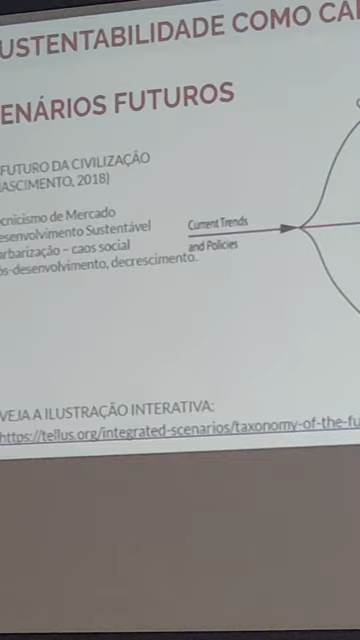 USTENTABILIDADE COMO CA
ENÁRIOS FUTUROS
FUTURO DA CIVILIZAÇÃO
NASCIMENTO, 2018)
cnicismo de Mercado
esenvolvimento Sustentável
arbarização – caos social
ós-desenvolvimento, decrescimento.
Current Trends
and Policies
VEJA A ILUSTRAÇÃO INTERATIVA:
https://tellus.org/integrated-scenarios/taxonomy-of-the-fu